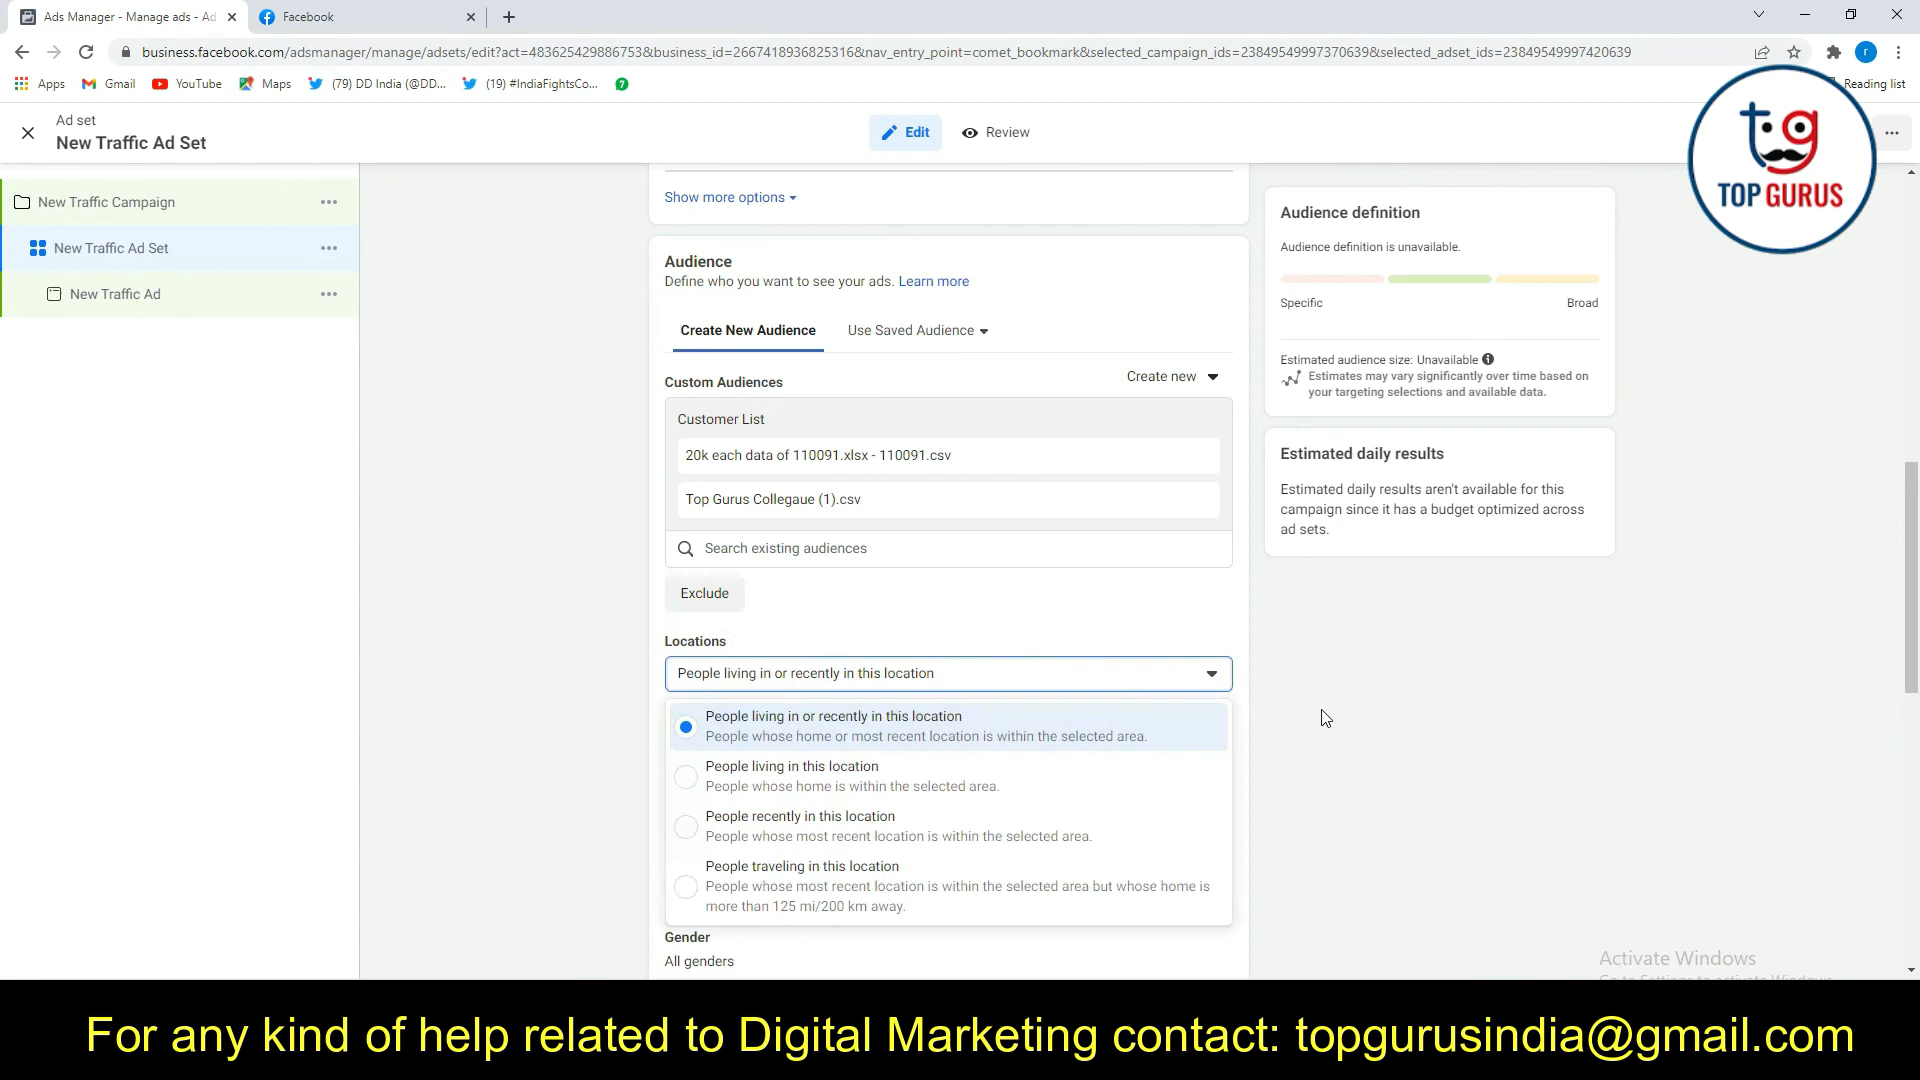 Ads Manager - Manage ads - Ad
Facebook
business.facebook.com/adsmanager/manage/adsets/edit?act=483625429886753&business_id=2667418936825316&nav_entry_point=comet_bookmark&selected_campaign_ids=23849549997370639&selected_adset_ids=23849549997420639
Apps
Gmail
YouTube
Maps
(79) DD India (@DD...
(19) #IndiaFightsCo...
Reading list
Ad set
New Traffic Ad Set
Edit
Review
tg
TOP GURUS
New Traffic Campaign
New Traffic Ad Set
New Traffic Ad
Show more options
Audience
Define who you want to see your ads. Learn more
Create New Audience
Use Saved Audience
Custom Audiences
Create new
Customer List
20k each data of 110091.xlsx - 110091.csv
Top Gurus Collegaue (1).csv
Search existing audiences
Exclude
Locations
People living in or recently in this location
People living in or recently in this location
People whose home or most recent location is within the selected area.
People living in this location
People whose home is within the selected area.
People recently in this location
People whose most recent location is within the selected area.
People traveling in this location
People whose most recent location is within the selected area but whose home is
more than 125 mi/200 km away.
Gender
All genders
Audience definition
Audience definition is unavailable.
Specific
Broad
Estimated audience size: Unavailable
Estimates may vary significantly over time based on
your targeting selections and available data.
Estimated daily results
Estimated daily results aren't available for this
campaign since it has a budget optimized across
ad sets.
Activate Windows
For any kind of help related to Digital Marketing contact: topgurusindia@gmail.com